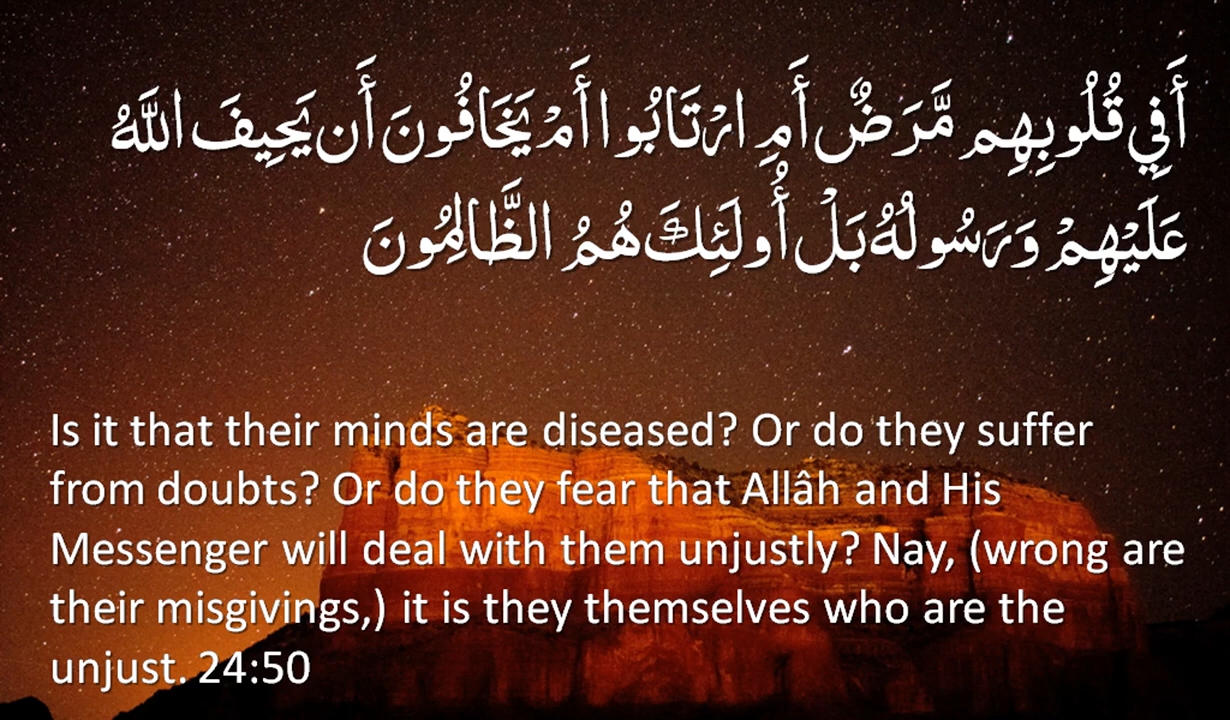 أَفِي قُلُوبِهِم مَّرَضٌ أَمِ ارْتَابُوا أَمْ يَخَافُونَ أَن يَحِيفَ اللَّهُ
عَلَيْهِمْ وَرَسُولُهُ بَلْ أُولَئِكَ هُمُ الظَّالِمُونَ
Is it that their minds are diseased? Or do they suffer
from doubts? Or do they fear that Allâh and His
Messenger will deal with them unjustly? Nay, (wrong are
their misgivings,) it is they themselves who are the
unjust. 24:50